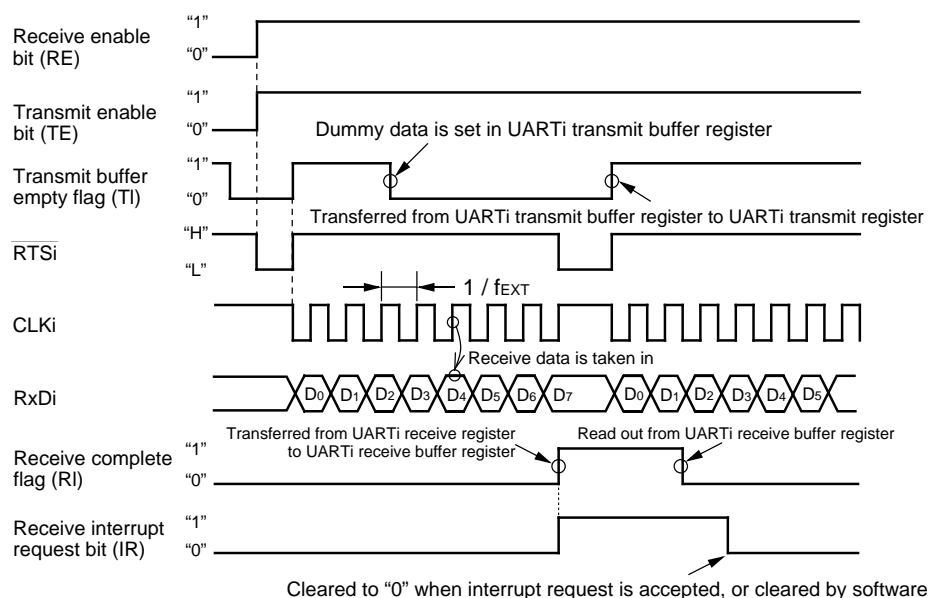 Receive enable
bit (RE)
“1”
“0”
Transmit enable
bit (TE)
“1”
“0”
Dummy data is set in UARTi transmit buffer register
Transmit buffer
empty flag (TI)
“1”
“0”
Transferred from UARTi transmit buffer register to UARTi transmit register
RTSi
“H”
“L”
1 / fEXT
CLKi
Receive data is taken in
RxDi
D0 D1 D2 D3 D4 D5 D6 D7 D0 D1 D2 D3 D4 D5
Transferred from UARTi receive register
to UARTi receive buffer register
Read out from UARTi receive buffer register
Receive complete
flag (RI)
“1”
“0”
Receive interrupt
request bit (IR)
“1”
“0”
Cleared to “0” when interrupt request is accepted, or cleared by software